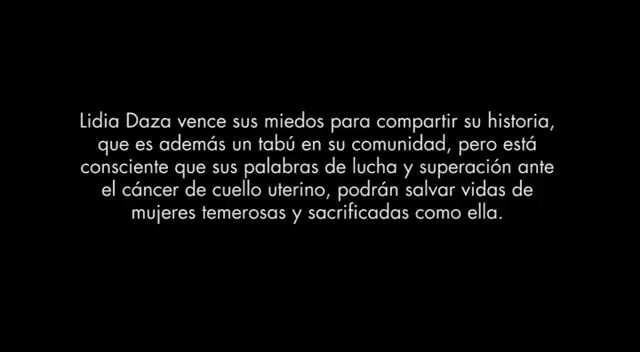 Lidia Daza vence sus miedos para compartir su historia,
que es además un tabú en su comunidad, pero está
consciente que sus palabras de lucha y superación ante
el cáncer de cuello uterino, podrán salvar vidas de
mujeres temerosas y sacrificadas como ella.